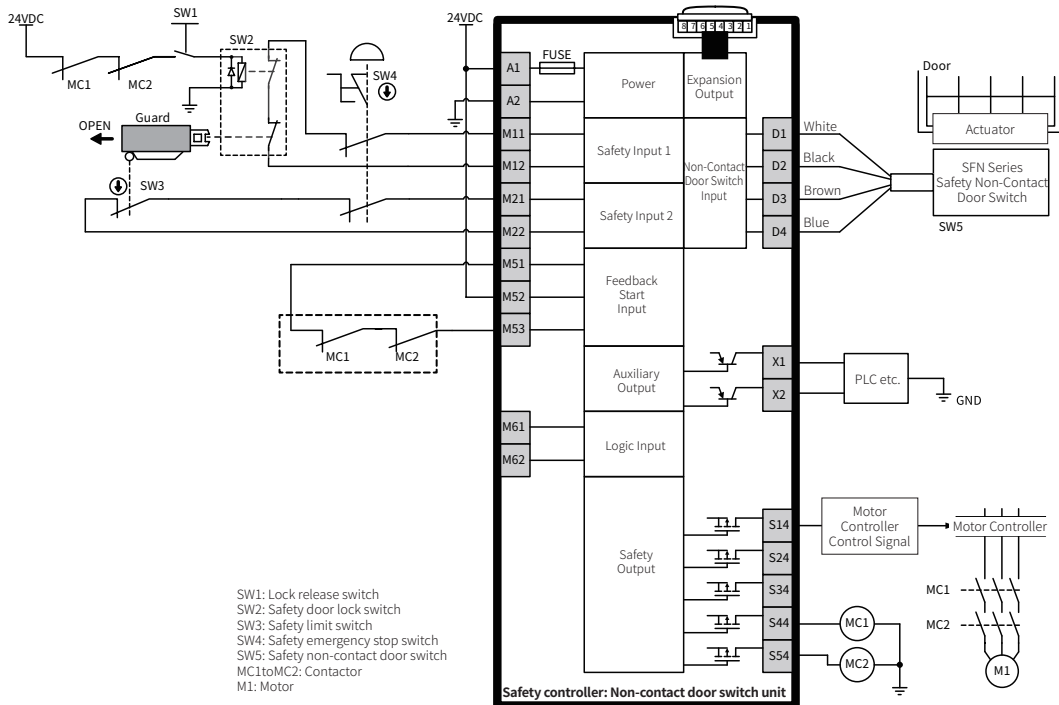 24VDC
SW1
MC1
MC2
SW2
SW4
OPEN
Guard
SW3
MC1
MC2
SW1: Lock release switch
SW2: Safety door lock switch
SW3: Safety limit switch
SW4: Safety emergency stop switch
SW5: Safety non-contact door switch
MC1toMC2: Contactor
M1: Motor
24VDC
FUSE
A1
A2
M11
M12
M21
M22
M51
M52
M53
M61
M62
8 7 6 5 4 3 2 1
Power
Expansion
Output
Safety Input 1
Safety Input 2
Non-Contact
Door Switch
Input
Feedback
Start
Input
Auxiliary
Output
Logic Input
Safety
Output
D1
D2
D3
D4
X1
X2
S14
S24
S34
S44
S54
Safety controller: Non-contact door switch unit
White
Black
Brown
Blue
Door
Actuator
SFN Series
Safety Non-Contact
Door Switch
SW5
PLC etc.
GND
Motor
Controller
Control Signal
Motor Controller
MC1
MC2
MC1
MC2
M1